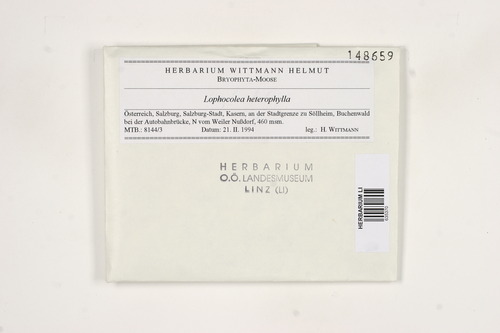 148659
HERBARIUM WITTMANN HELMUT
BRYOPHYTA-MOOSE
Lophocolea heterophylla
Österreich, Salzburg, Salzburg-Stadt, Kasern, an der Stadtgrenze zu Söllheim, Buchenwald
bei der Autobahnbrücke, N vom Weiler Nußdorf, 460 msm.
MTB.: 8144/3 Datum: 21. II. 1994 leg.: H. WITTMANN
HERBARIUM
O.Ö. LANDESMUSEUM
LINZ (LI)
HERBARIUM LI